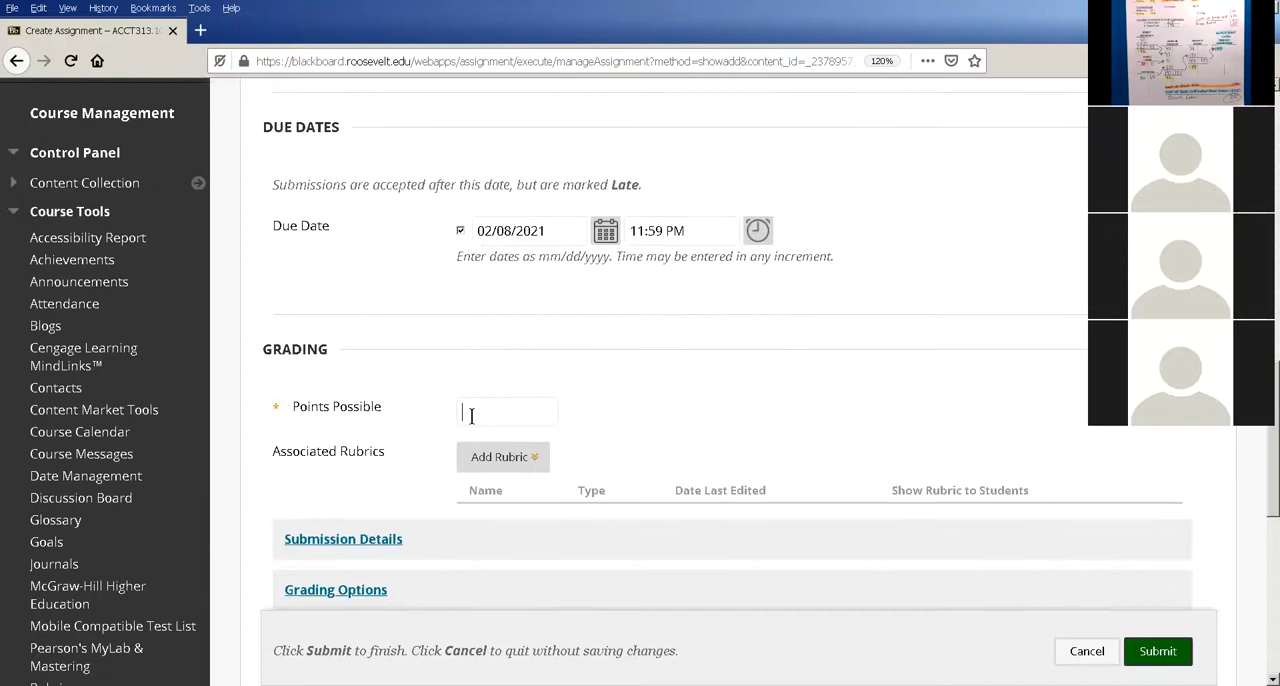 File Edit View History Bookmarks Tools Help
Create Assignment – ACCT313.1
https://blackboard.roosevelt.edu/webapps/assignment/execute/manageAssignment?method=showadd&content_id=_2378957
120%
Course Management
Control Panel
Content Collection
Course Tools
Accessibility Report
Achievements
Announcements
Attendance
Blogs
Cengage Learning
MindLinks™
Contacts
Content Market Tools
Course Calendar
Course Messages
Date Management
Discussion Board
Glossary
Goals
Journals
McGraw-Hill Higher
Education
Mobile Compatible Test List
Pearson's MyLab &
Mastering
DUE DATES
Submissions are accepted after this date, but are marked Late.
Due Date 02/08/2021 11:59 PM
Enter dates as mm/dd/yyyy. Time may be entered in any increment.
GRADING
* Points Possible
Associated Rubrics Add Rubric
Name Type Date Last Edited Show Rubric to Students
Submission Details
Grading Options
Click Submit to finish. Click Cancel to quit without saving changes.
Cancel Submit